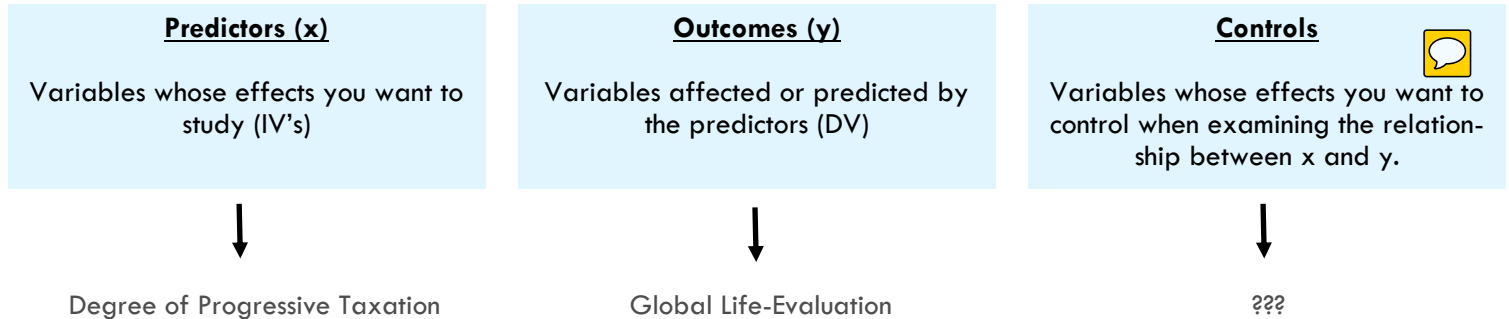 Predictors (x)
Variables whose effects you want to
study (IV's)
Degree of Progressive Taxation
Outcomes (y)
Variables affected or predicted by
the predictors (DV)
Global Life-Evaluation
Controls
Variables whose effects you want to
control when examining the relation-
ship between x and y.
???